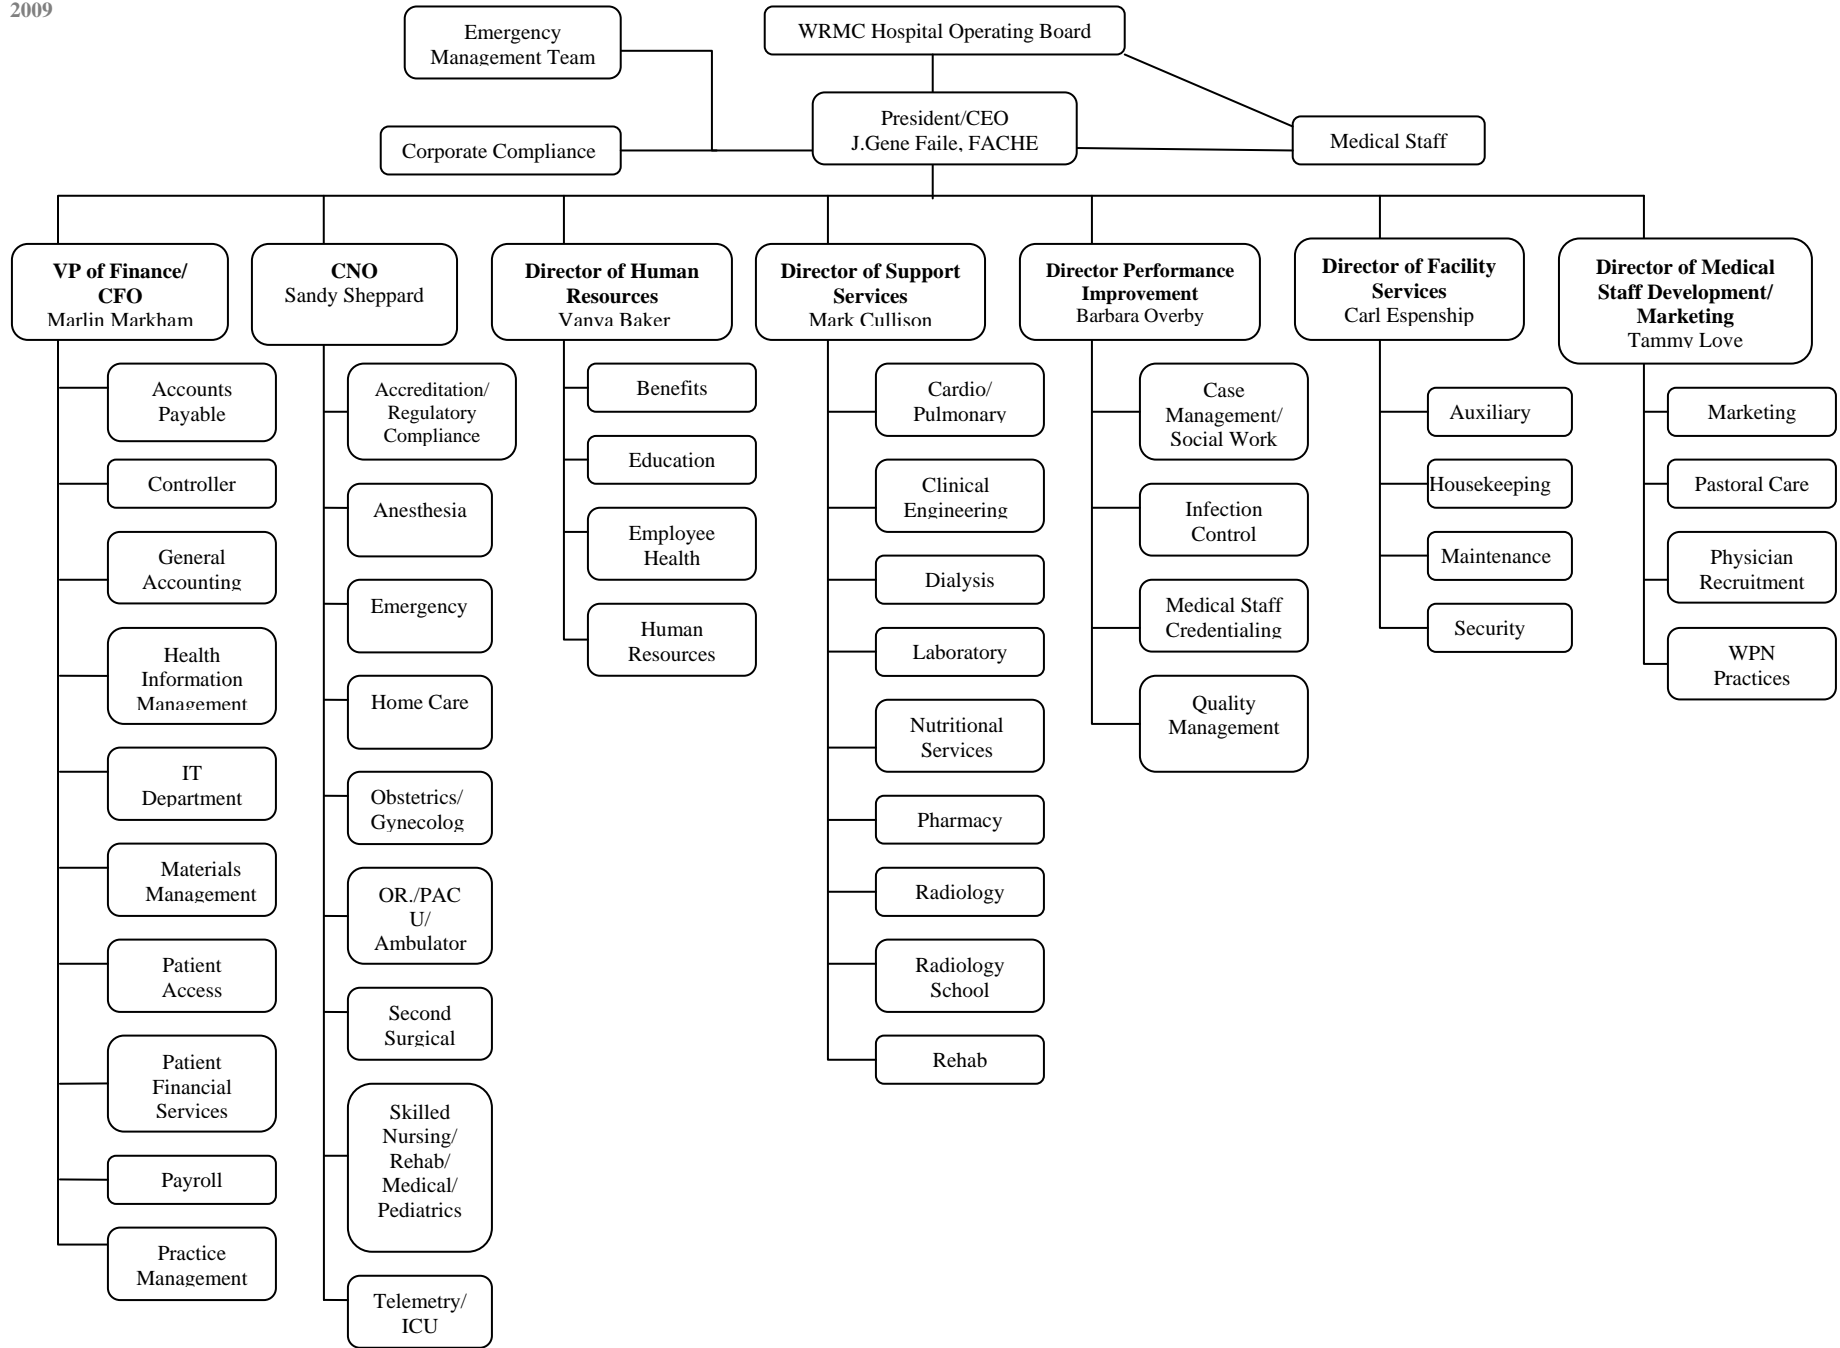 2009
Emergency
Management Team
WRMC Hospital Operating Board
President/CEO
J.Gene Faile, FACHE
Corporate Compliance
Medical Staff
VP of Finance/
CFO
Marlin Markham
CNO
Sandy Sheppard
Director of Human
Resources
Vanya Baker
Director of Support
Services
Mark Cullison
Director Performance
Improvement
Barbara Overby
Director of Facility
Services
Carl Espenship
Director of Medical
Staff Development/
Marketing
Tammy Love
Accounts
Payable
Controller
General
Accounting
Health
Information
Management
IT
Department
Materials
Management
Patient
Access
Patient
Financial
Services
Payroll
Practice
Management
Accreditation/
Regulatory
Compliance
Anesthesia
Emergency
Home Care
Obstetrics/
Gynecolog
OR./PAC
U/
Ambulator
Second
Surgical
Skilled
Nursing/
Rehab/
Medical/
Pediatrics
Telemetry/
ICU
Benefits
Education
Employee
Health
Human
Resources
Cardio/
Pulmonary
Clinical
Engineering
Dialysis
Laboratory
Nutritional
Services
Pharmacy
Radiology
Radiology
School
Rehab
Case
Management/
Social Work
Infection
Control
Medical Staff
Credentialing
Quality
Management
Auxiliary
Housekeeping
Maintenance
Security
Marketing
Pastoral Care
Physician
Recruitment
WPN
Practices